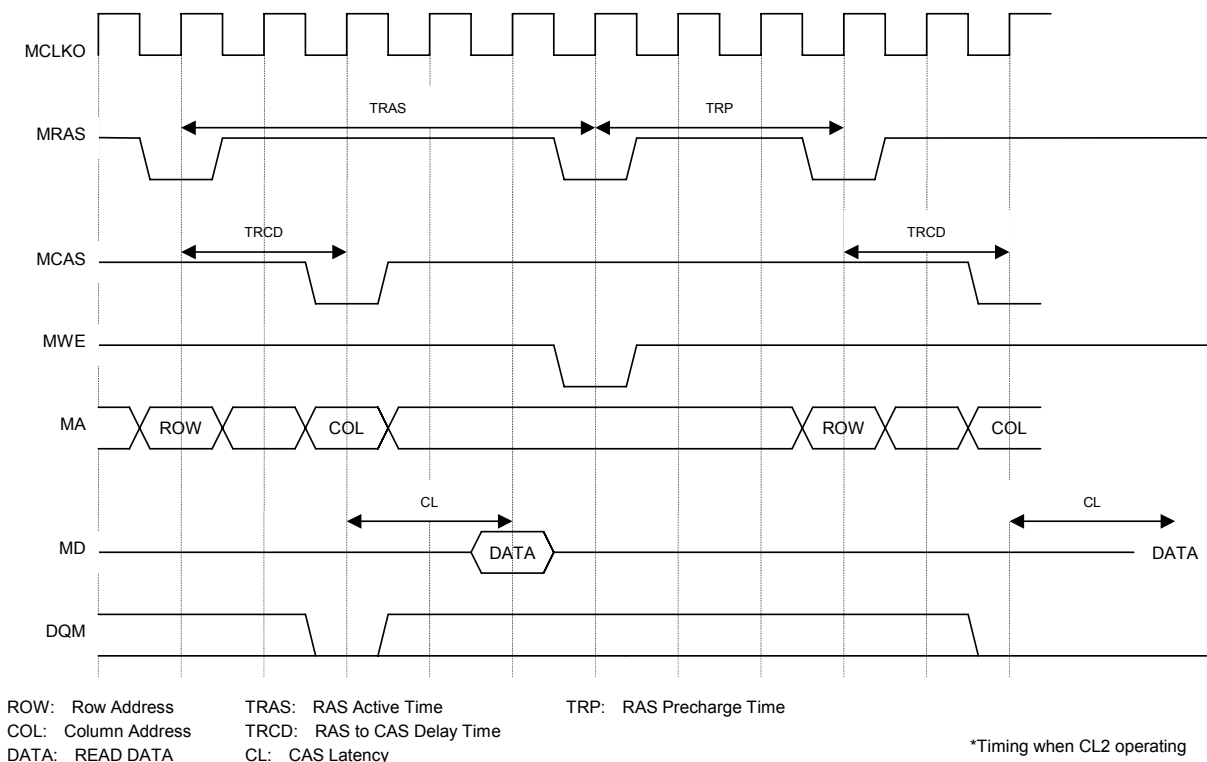 MCLKO
TRAS TRP
MRAS
TRCD TRCD
MCAS
MWE
MA ROW COL ROW COL
CL CL
MD DATA DATA
DQM
ROW: Row Address TRAS: RAS Active Time TRP: RAS Precharge Time
COL: Column Address TRCD: RAS to CAS Delay Time
DATA: READ DATA CL: CAS Latency *Timing when CL2 operating